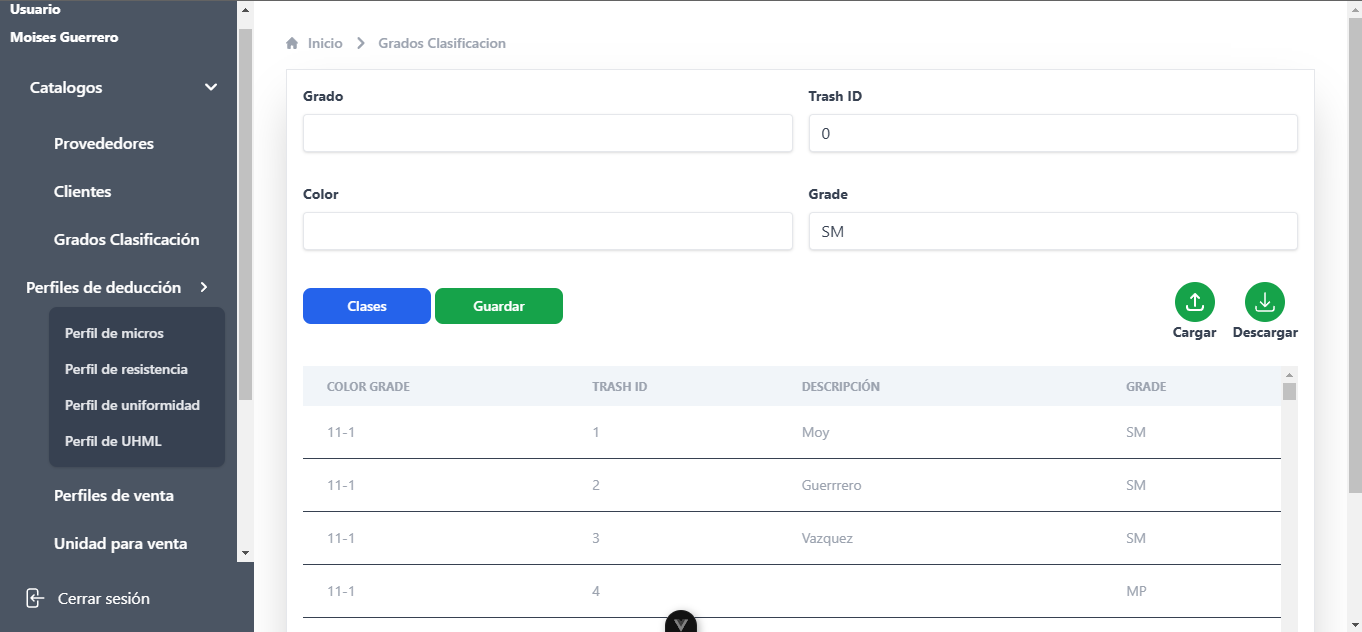 Usuario
Moises Guerrero
Catalogos
Provededores
Clientes
Grados Clasificación
Perfiles de deducción
Perfil de micros
Perfil de resistencia
Perfil de uniformidad
Perfil de UHML
Perfiles de venta
Unidad para venta
Cerrar sesión
Inicio Grados Clasificacion
Grado Trash ID
0
Color Grade
SM
Clases Guardar
Cargar Descargar
COLOR GRADE TRASH ID DESCRIPCIÓN GRADE
11-1 1 Moy SM
11-1 2 Guerrrero SM
11-1 3 Vazquez SM
11-1 4 MP